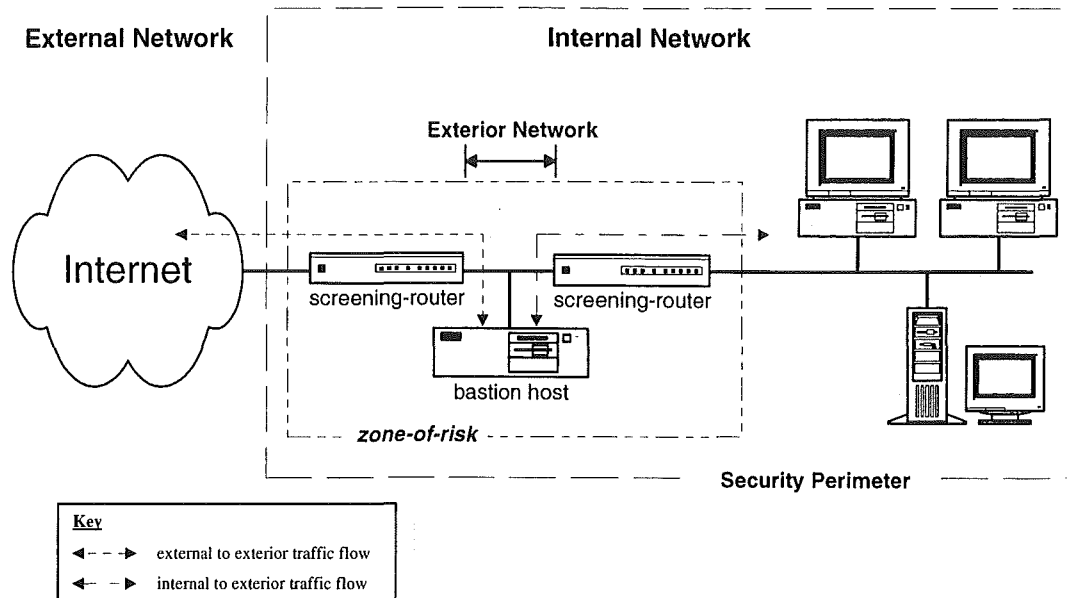 External Network
Internal Network
Exterior Network
Internet
screening-router
screening-router
bastion host
zone-of-risk
Security Perimeter
Key
external to exterior traffic flow
internal to exterior traffic flow